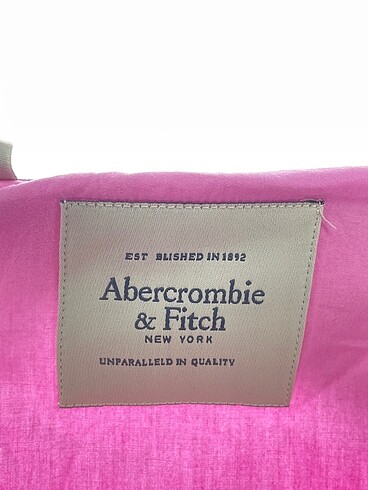 EST BLISHED IN 1892
Abercrombie
& Fitch
NEW YORK
UNPARALLELD IN QUALITY